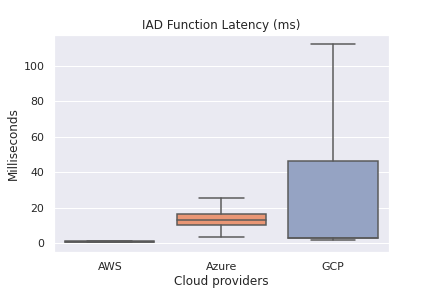 IAD Function Latency (ms)
Milliseconds
100
80
60
40
20
0
AWS Azure GCP
Cloud providers